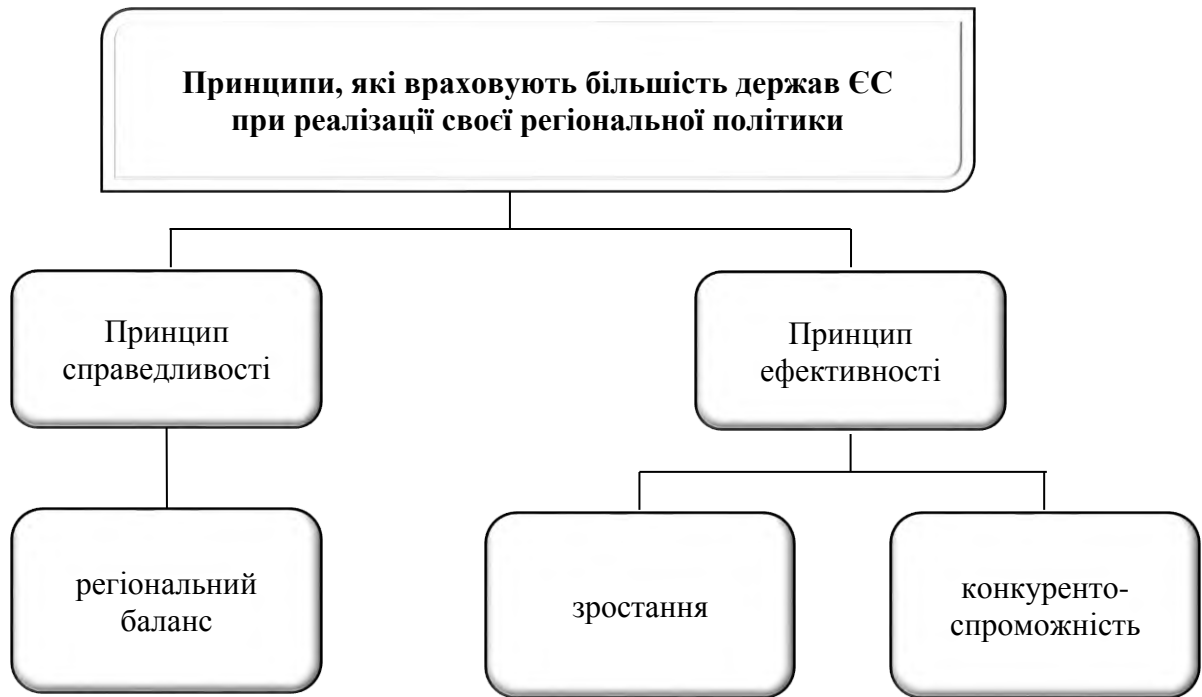 Принципи, які враховують більшість держав ЄС
при реалізації своєї регіональної політики
Принцип
справедливості
Принцип
ефективності
регіональний
баланс
зростання
конкуренто-
спроможність